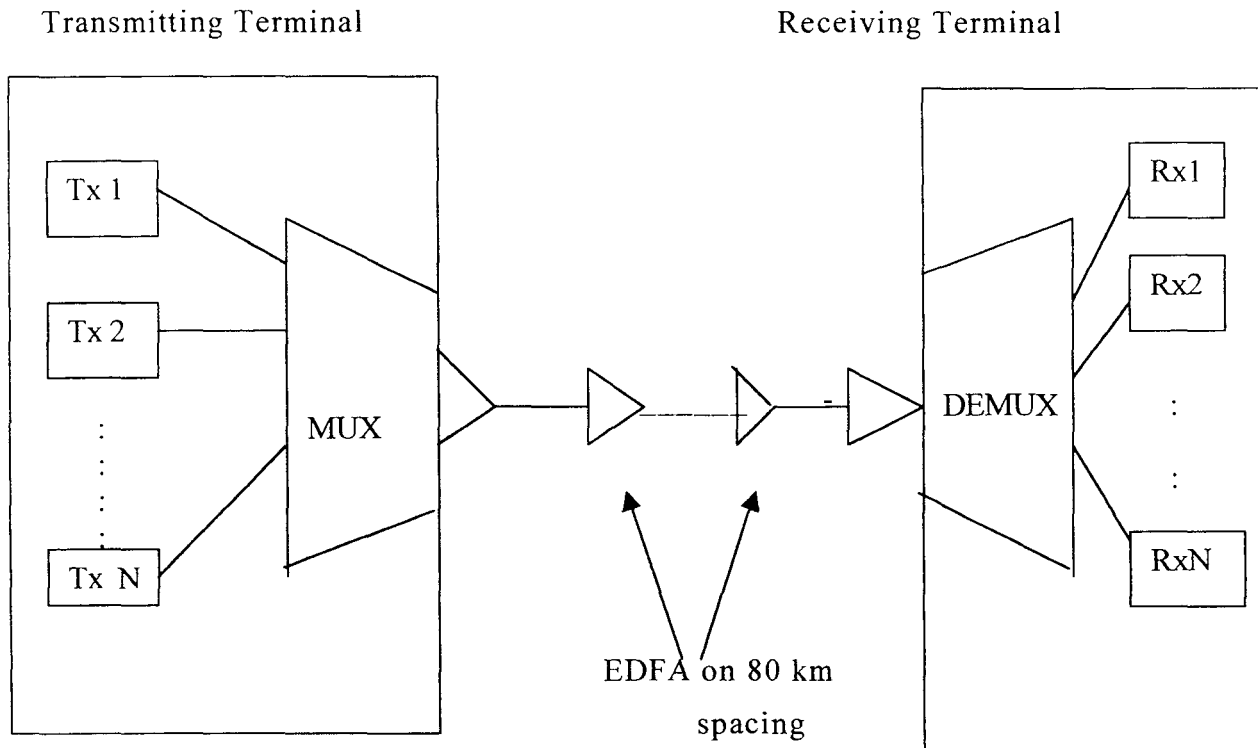 Transmitting Terminal
Receiving Terminal
Tx 1
Tx 2
Tx N
MUX
DEMUX
Rx1
Rx2
RxN
EDFA on 80 km
spacing